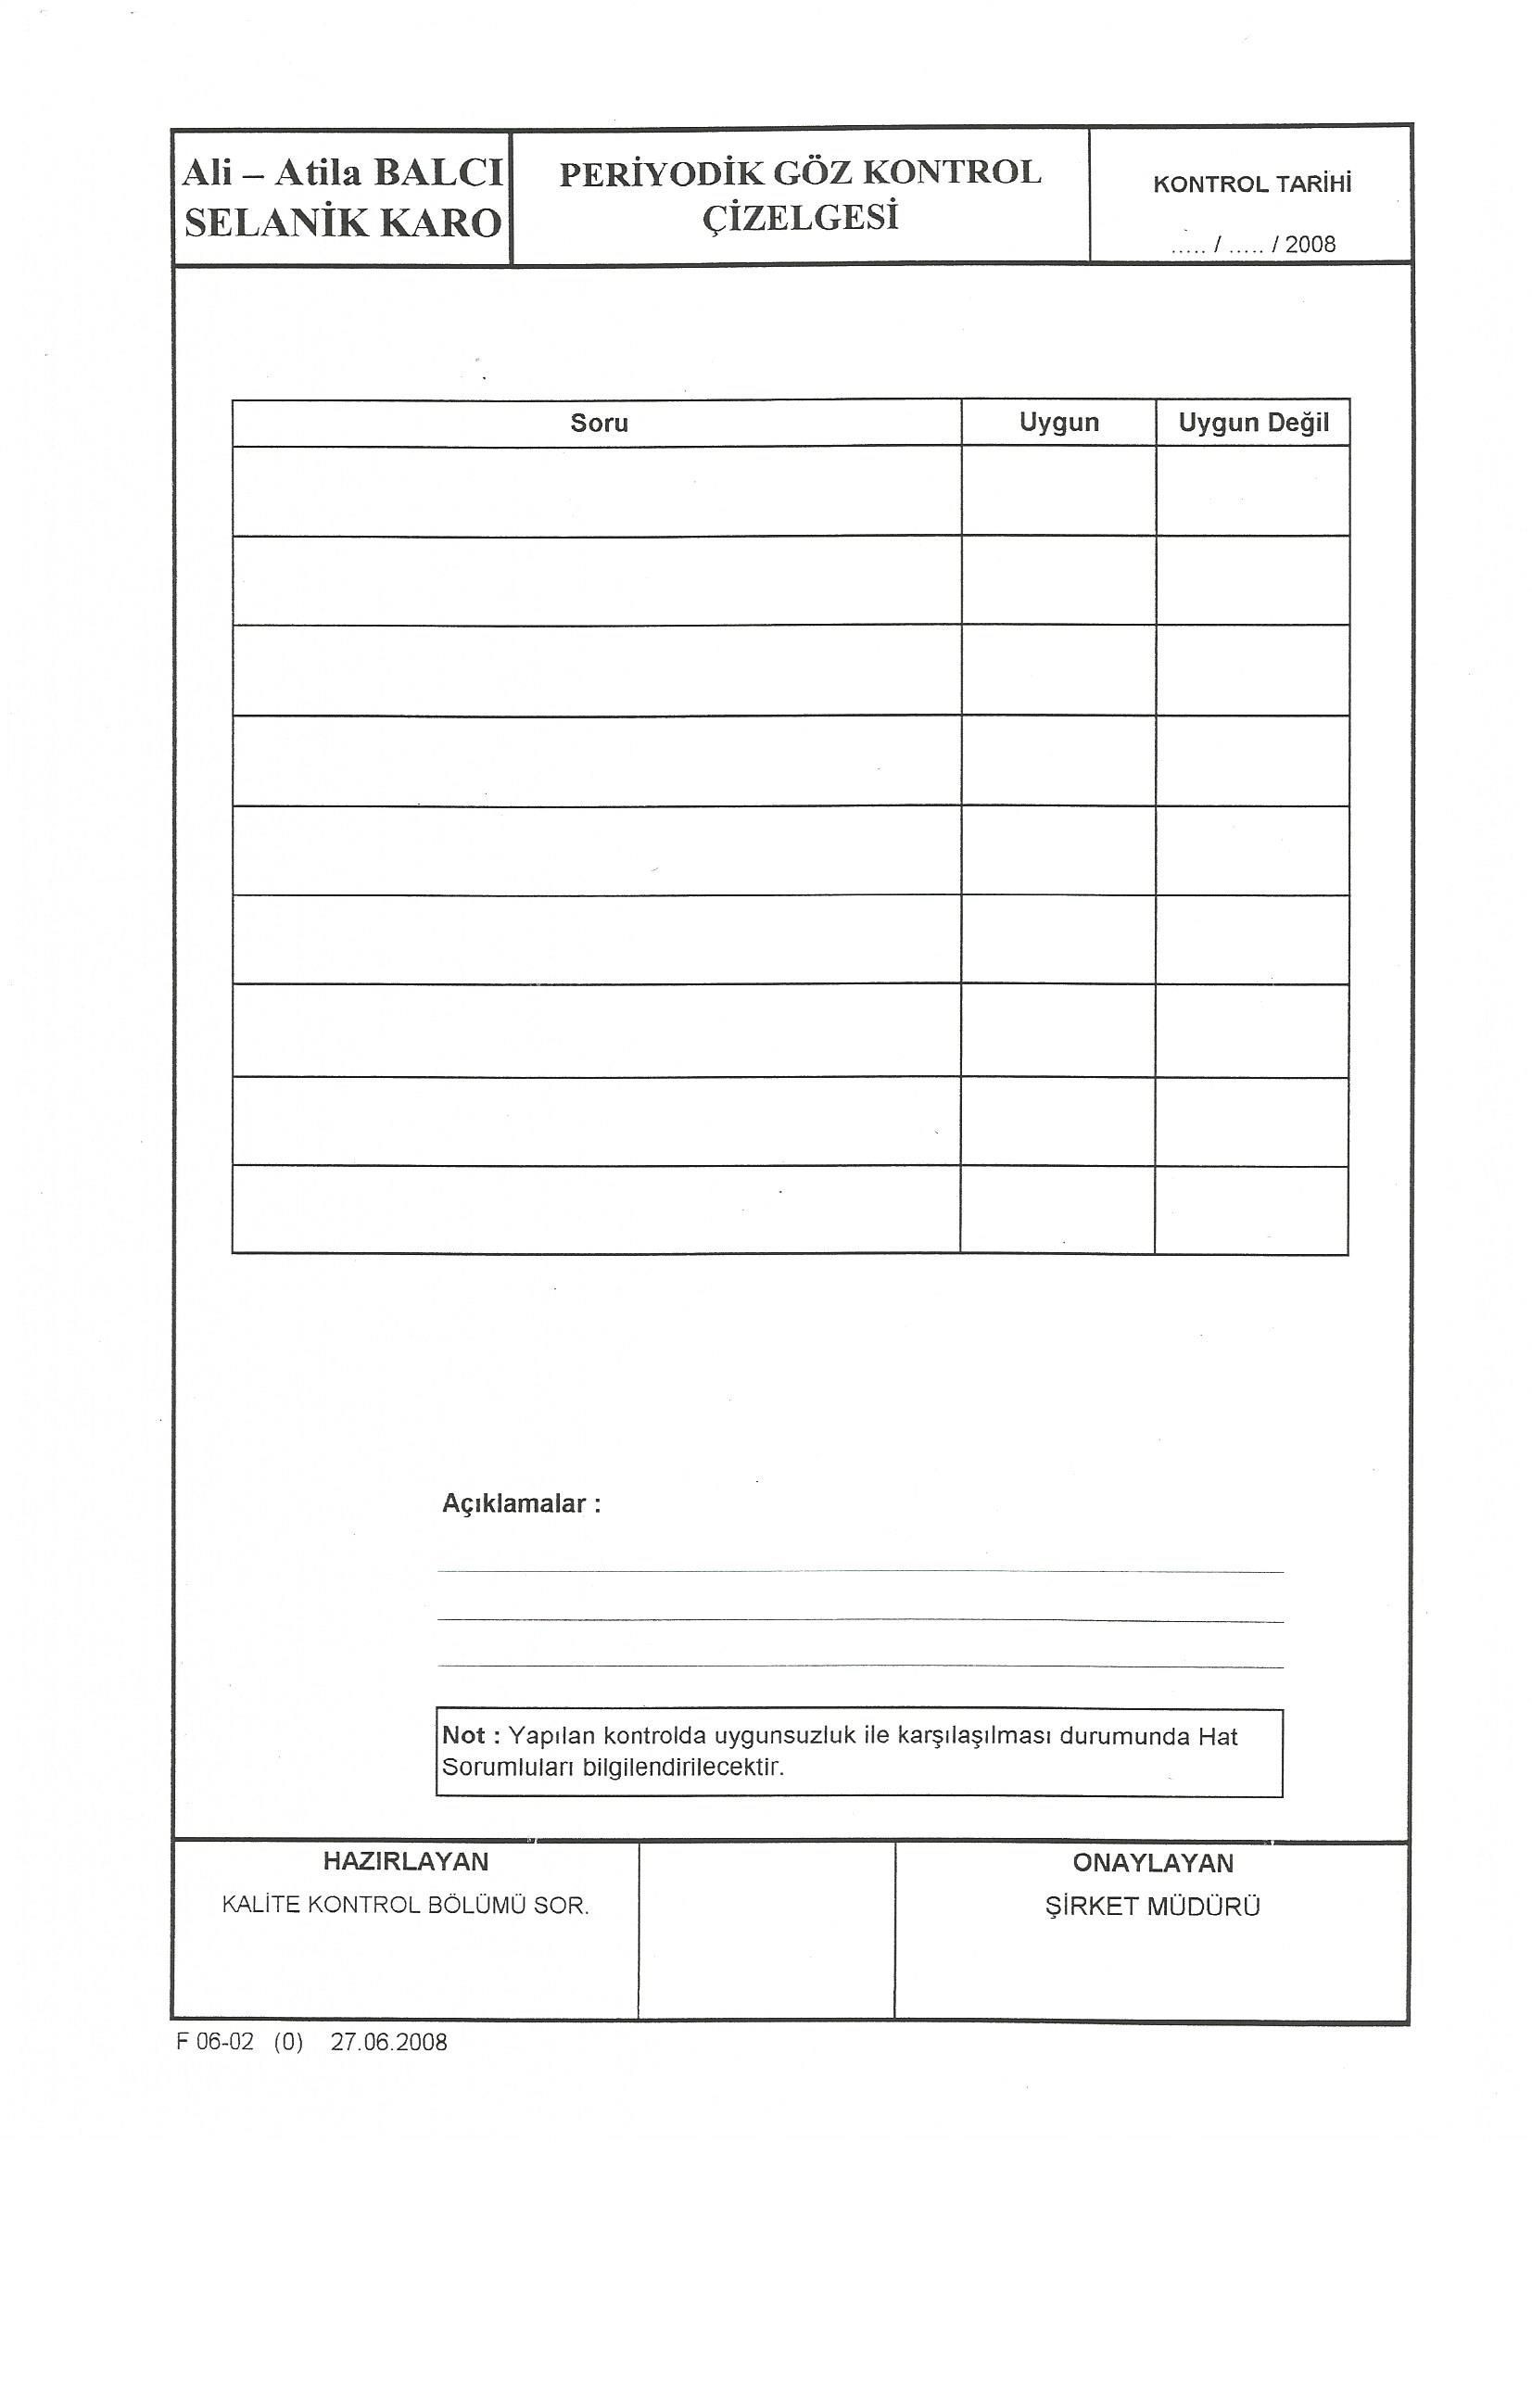 Ali – Atila BALCI
SELANİK KARO
PERİYODİK GÖZ KONTROL
ÇİZELGESİ
KONTROL TARİHİ
..... / ..... / 2008
Soru Uygun Uygun Değil
Açıklamalar :
Not : Yapılan kontrolda uygunsuzluk ile karşılaşılması durumunda Hat
Sorumluları bilgilendirilecektir.
HAZIRLAYAN
KALİTE KONTROL BÖLÜMÜ SOR.
ONAYLAYAN
ŞİRKET MÜDÜRÜ
F 06-02 (0) 27.06.2008